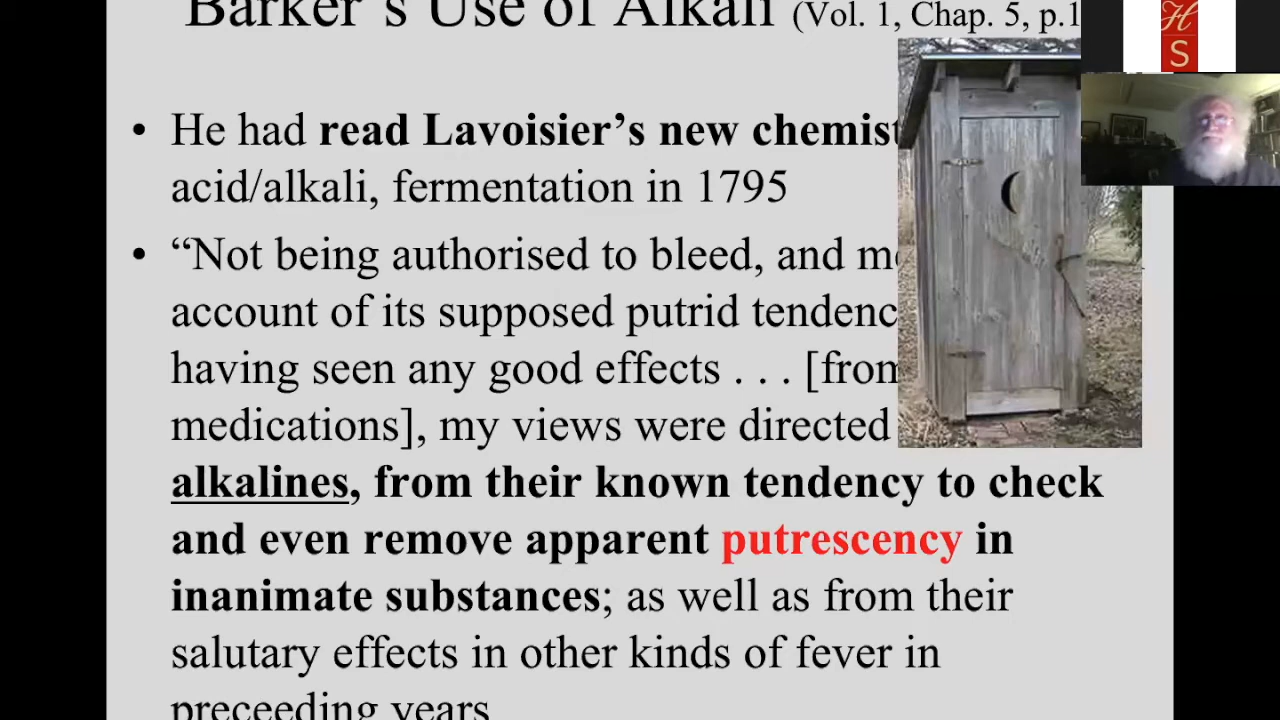 Barker's Use of Alkali (Vol. 1, Chap. 5, p.1
H
S
• He had read Lavoisier's new chemist
acid/alkali, fermentation in 1795
• “Not being authorised to bleed, and m
account of its supposed putrid tendenc
having seen any good effects . . . [from
medications], my views were directed
alkalines, from their known tendency to check
and even remove apparent putrescency in
inanimate substances; as well as from their
salutary effects in other kinds of fever in
preceeding years